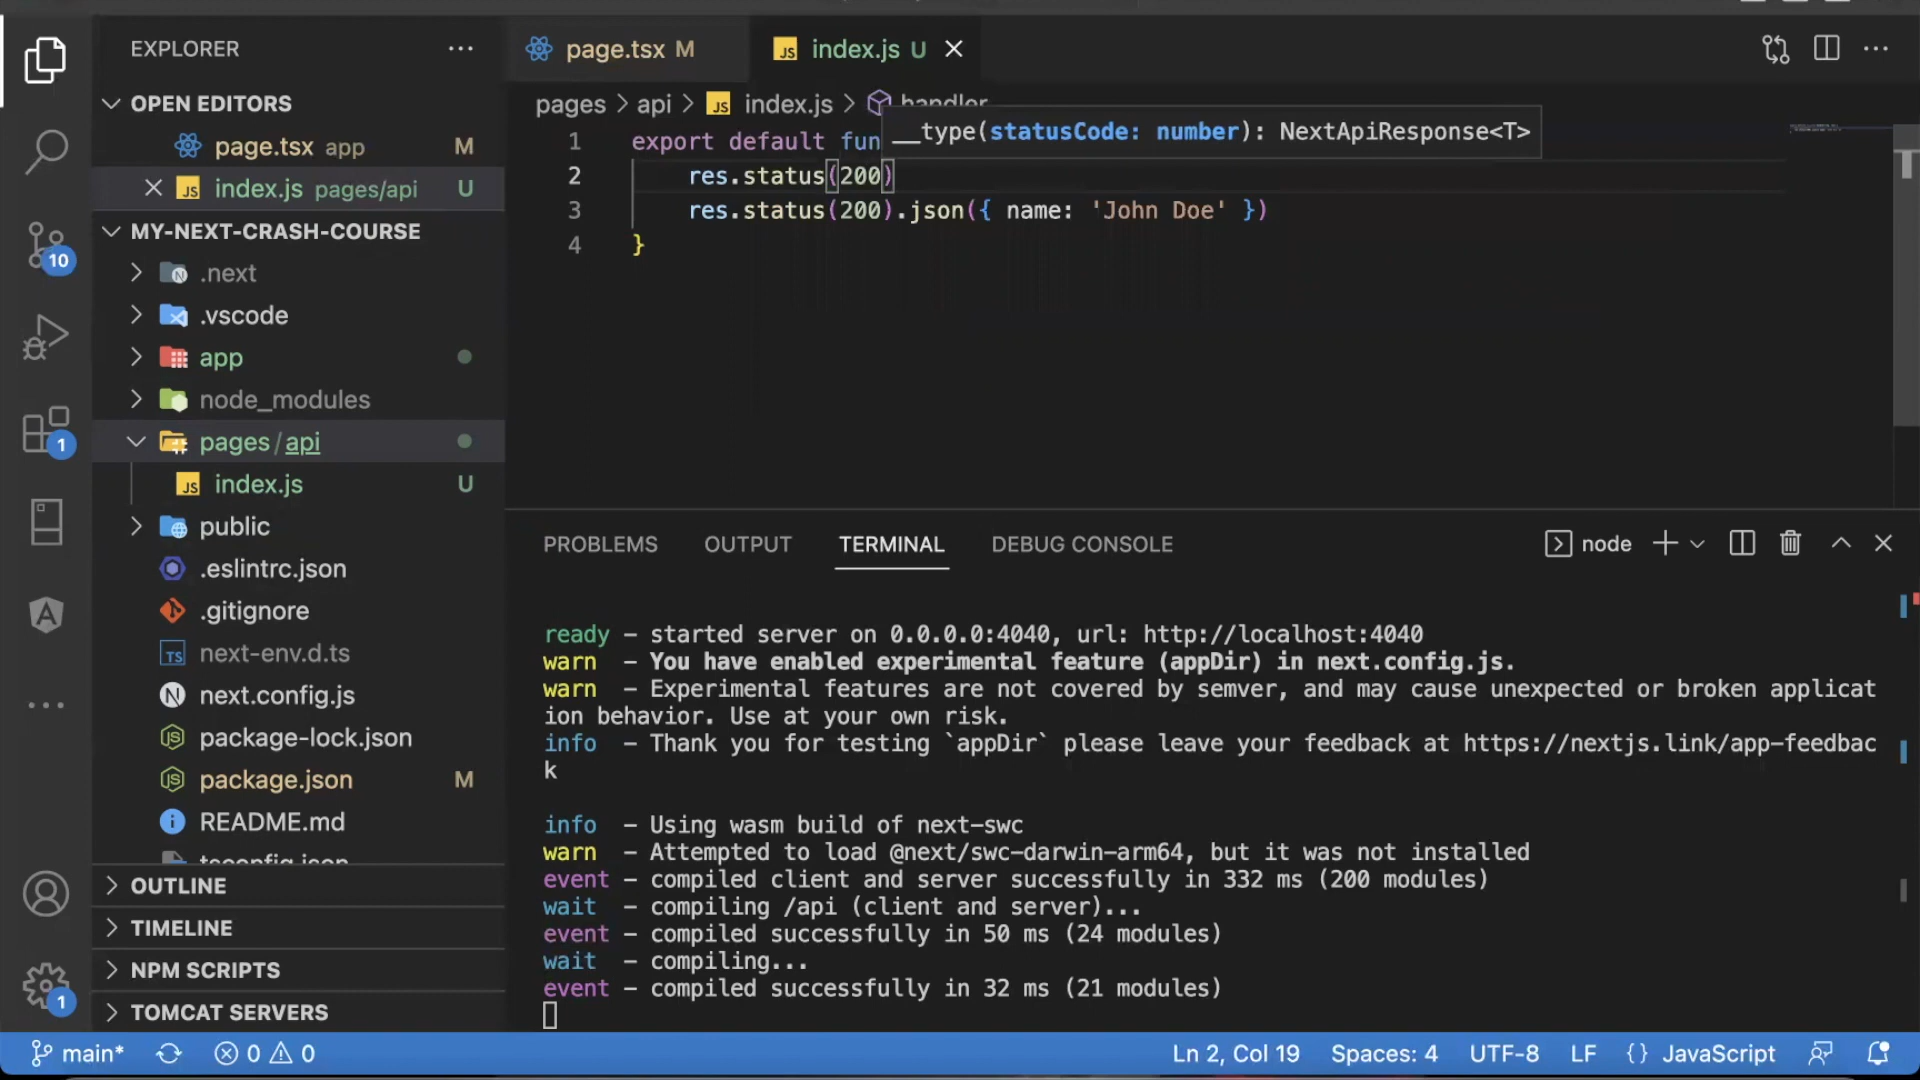 EXPLORER
OPEN EDITORS
page.tsx app M
index.js pages/api U
MY-NEXT-CRASH-COURSE
.next
.vscode
app
node_modules
pages/api
index.js U
public
.eslintrc.json
.gitignore
next-env.d.ts
next.config.js
package-lock.json
package.json M
README.md
tsconfig.json
OUTLINE
TIMELINE
NPM SCRIPTS
TOMCAT SERVERS
10
1
1
page.tsx M
index.js U
pages > api > index.js > handler
__type(statusCode: number): NextApiResponse<T>
1 export default fun
2 res.status(200)
3 res.status(200).json({ name: 'John Doe' })
4 }
PROBLEMS OUTPUT TERMINAL DEBUG CONSOLE
node
ready - started server on 0.0.0.0:4040, url: http://localhost:4040
warn - You have enabled experimental feature (appDir) in next.config.js.
warn - Experimental features are not covered by semver, and may cause unexpected or broken applicat
ion behavior. Use at your own risk.
info - Thank you for testing `appDir` please leave your feedback at https://nextjs.link/app-feedbac
k
info - Using wasm build of next-swc
warn - Attempted to load @next/swc-darwin-arm64, but it was not installed
event - compiled client and server successfully in 332 ms (200 modules)
wait - compiling /api (client and server)...
event - compiled successfully in 50 ms (24 modules)
wait - compiling...
event - compiled successfully in 32 ms (21 modules)
main* 0 0 Ln 2, Col 19 Spaces: 4 UTF-8 LF {} JavaScript